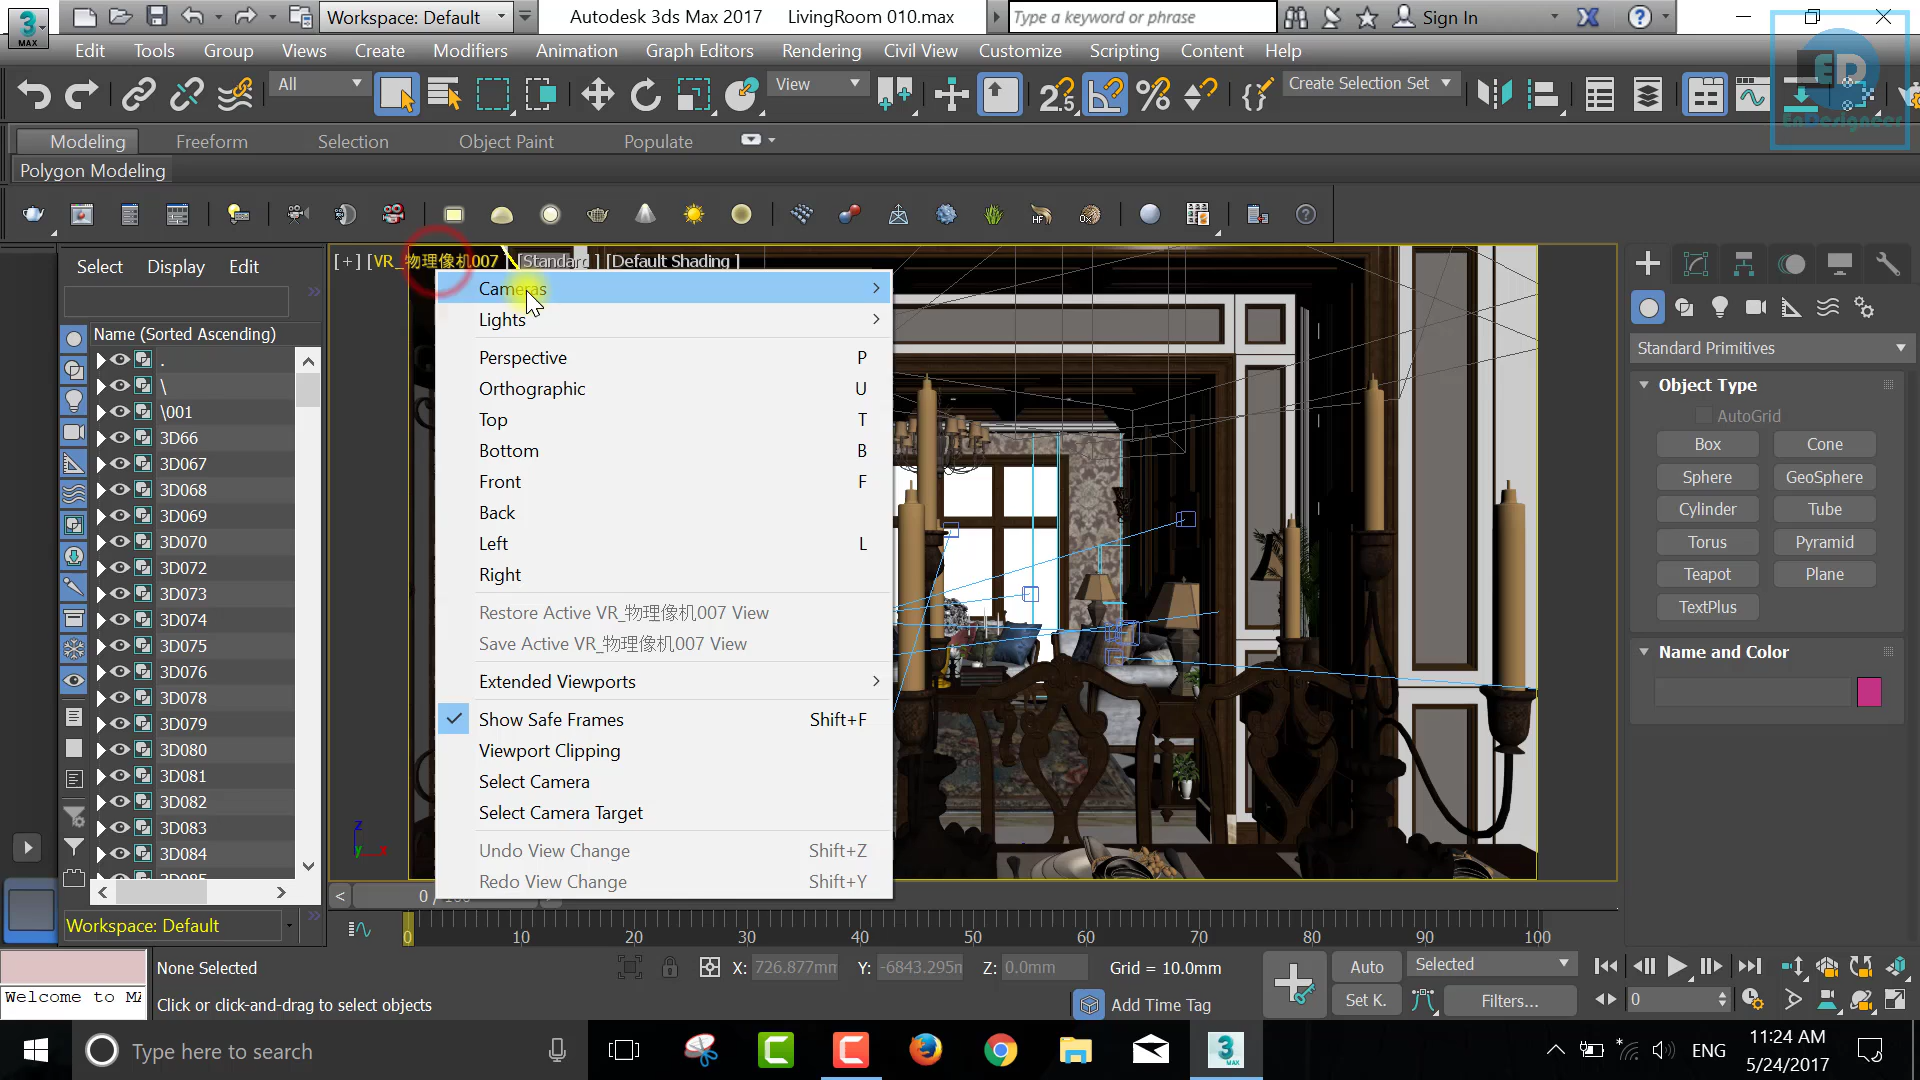 Workspace: Default
Autodesk 3ds Max 2017 LivingRoom 010.max
Type a keyword or phrase
Sign In
MAX
Edit Tools Group Views Create Modifiers Animation Graph Editors Rendering Civil View Customize Scripting Content Help
All
View
2.5
Create Selection Set
ED
EnDesigneer
Modeling Freeform Selection Object Paint Populate
Polygon Modeling
Select Display Edit
Name (Sorted Ascending)
.
\
\001
3D66
3D067
3D068
3D069
3D070
3D072
3D073
3D074
3D075
3D076
3D078
3D079
3D080
3D081
3D082
3D083
3D084
3D085
Workspace: Default
[+] [VR_物理像机007 ] [Standard ] [Default Shading ]
Cameras
Lights
Perspective P
Orthographic U
Top T
Bottom B
Front F
Back
Left L
Right
Restore Active VR_物理像机007 View
Save Active VR_物理像机007 View
Extended Viewports
Show Safe Frames Shift+F
Viewport Clipping
Select Camera
Select Camera Target
Undo View Change Shift+Z
Redo View Change Shift+Y
Standard Primitives
Object Type
AutoGrid
Box Cone
Sphere GeoSphere
Cylinder Tube
Torus Pyramid
Teapot Plane
TextPlus
Name and Color
z
y
x
0 / 100
0 10 20 30 40 50 60 70 80 90 100
None Selected
X: 726.877mm Y: -6843.295m Z: 0.0mm Grid = 10.0mm
Auto Selected
Welcome to MA
Click or click-and-drag to select objects
Add Time Tag
Set K. Filters...
0
Type here to search
ENG
11:24 AM
5/24/2017